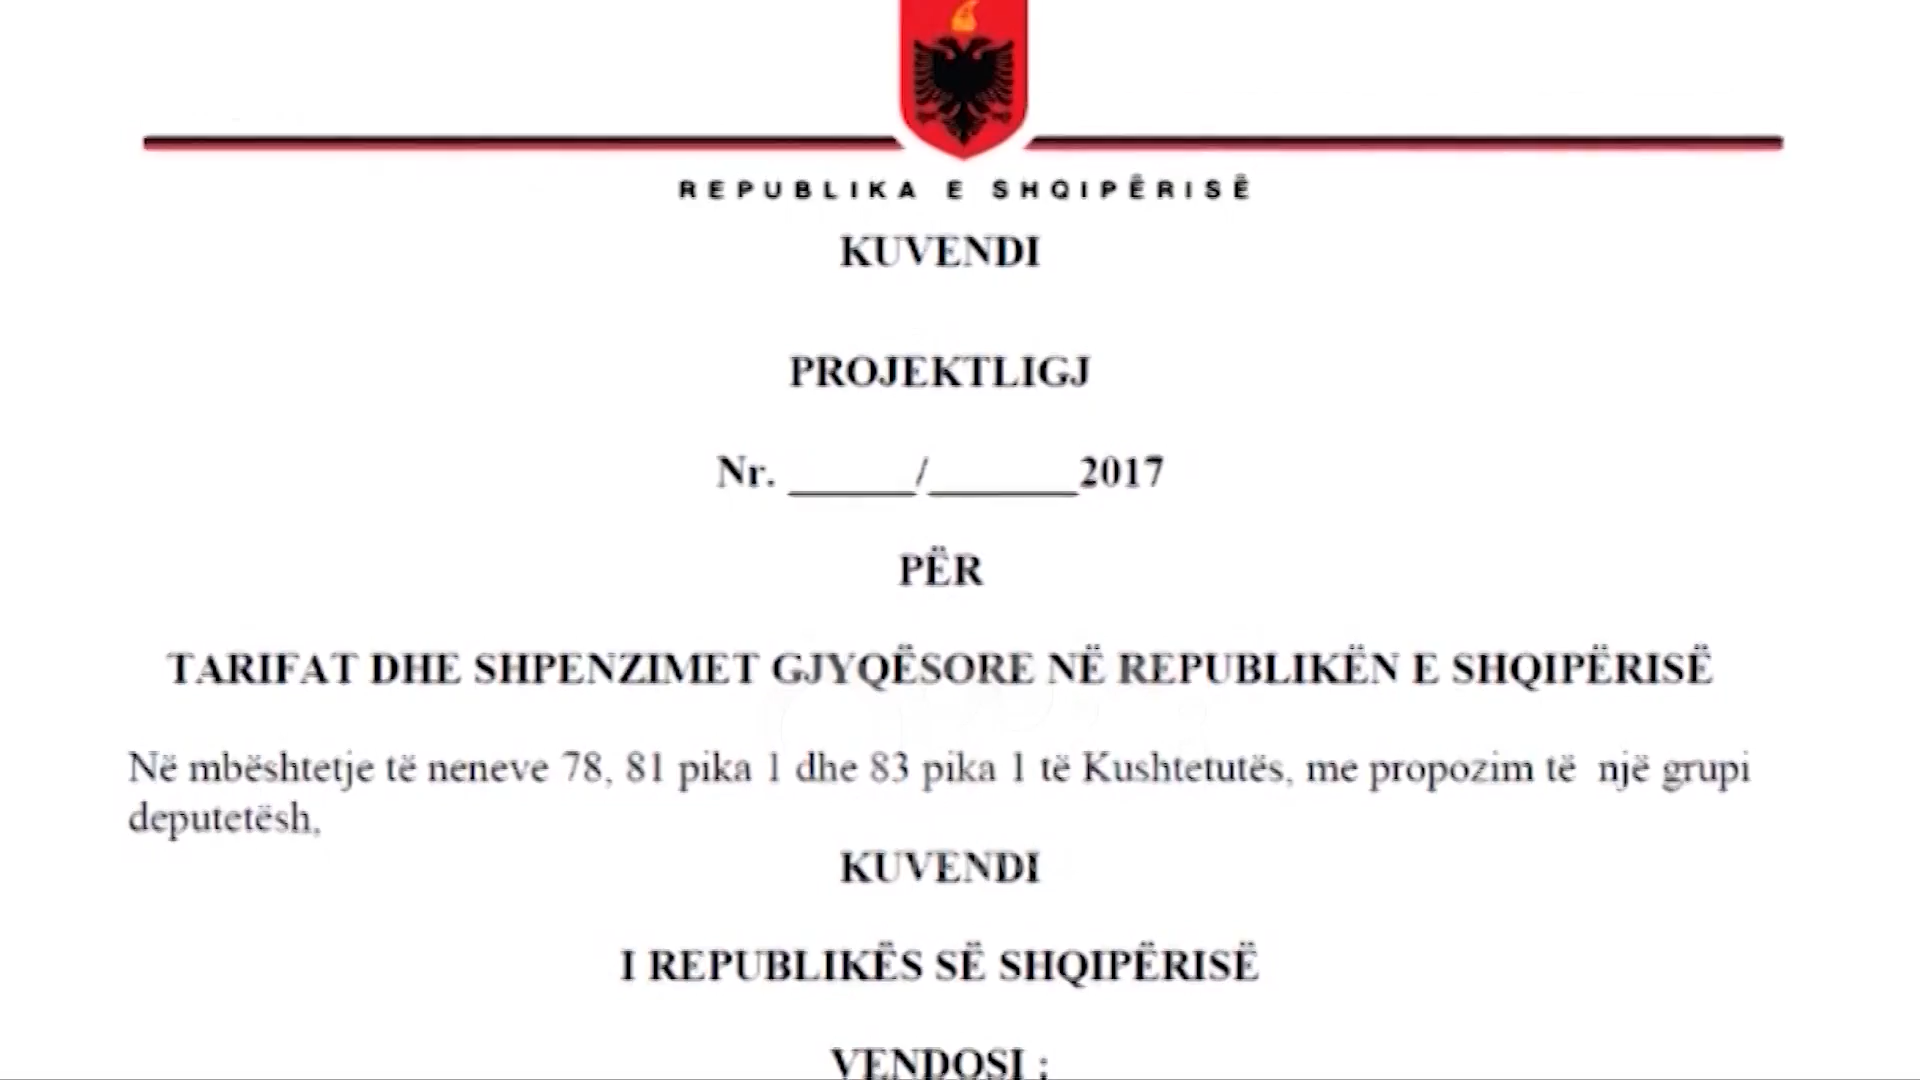 REPUBLIKA E SHQIPËRISË
KUVENDI
PROJEKTLIGJ
Nr. ______/_______2017
PËR
TARIFAT DHE SHPENZIMET GJYQËSORE NË REPUBLIKËN E SHQIPËRISË
Në mbështetje të neneve 78, 81 pika 1 dhe 83 pika 1 të Kushtetutës, me propozim të një grupi
deputetësh,
KUVENDI
I REPUBLIKËS SË SHQIPËRISË
VENDOSI :